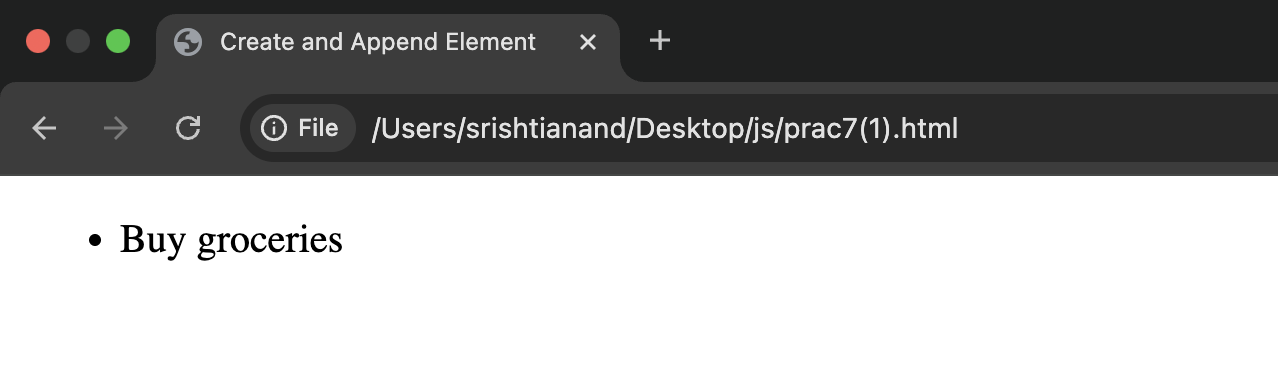 Create and Append Element
File /Users/srishtianand/Desktop/js/prac7(1).html
Buy groceries